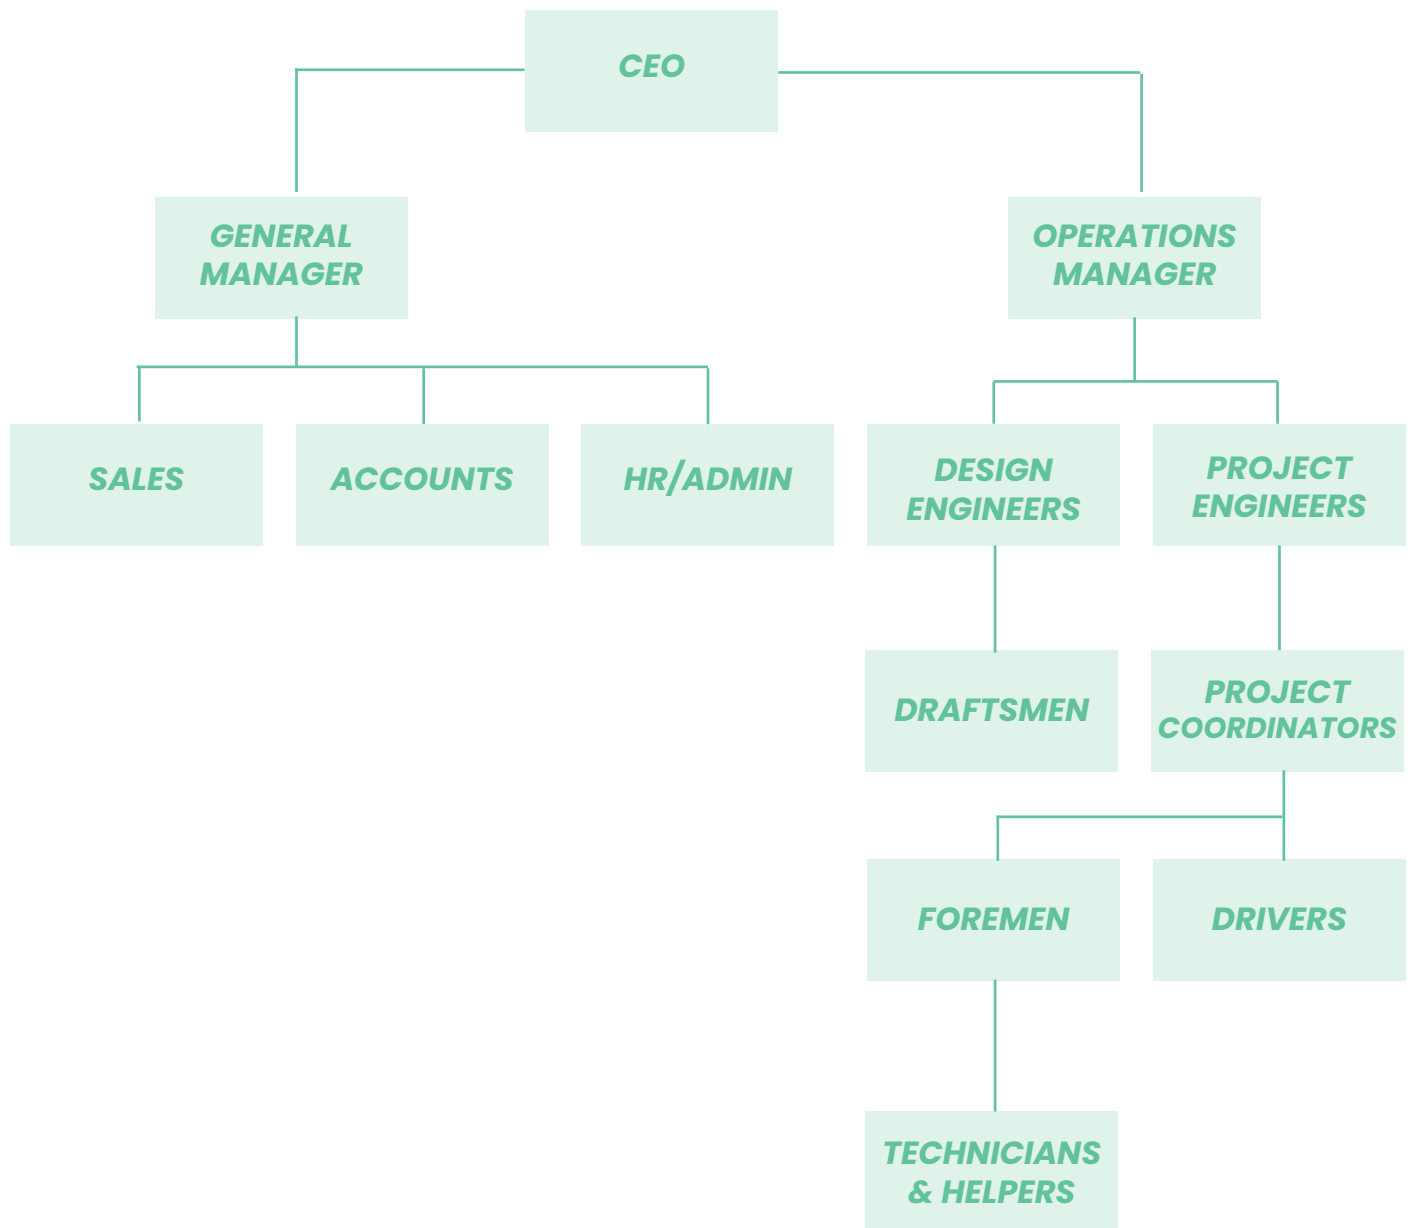 CEO
GENERAL
MANAGER
OPERATIONS
MANAGER
SALES
ACCOUNTS
HR/ADMIN
DESIGN
ENGINEERS
PROJECT
ENGINEERS
DRAFTSMEN
PROJECT
COORDINATORS
FOREMEN
DRIVERS
TECHNICIANS
& HELPERS